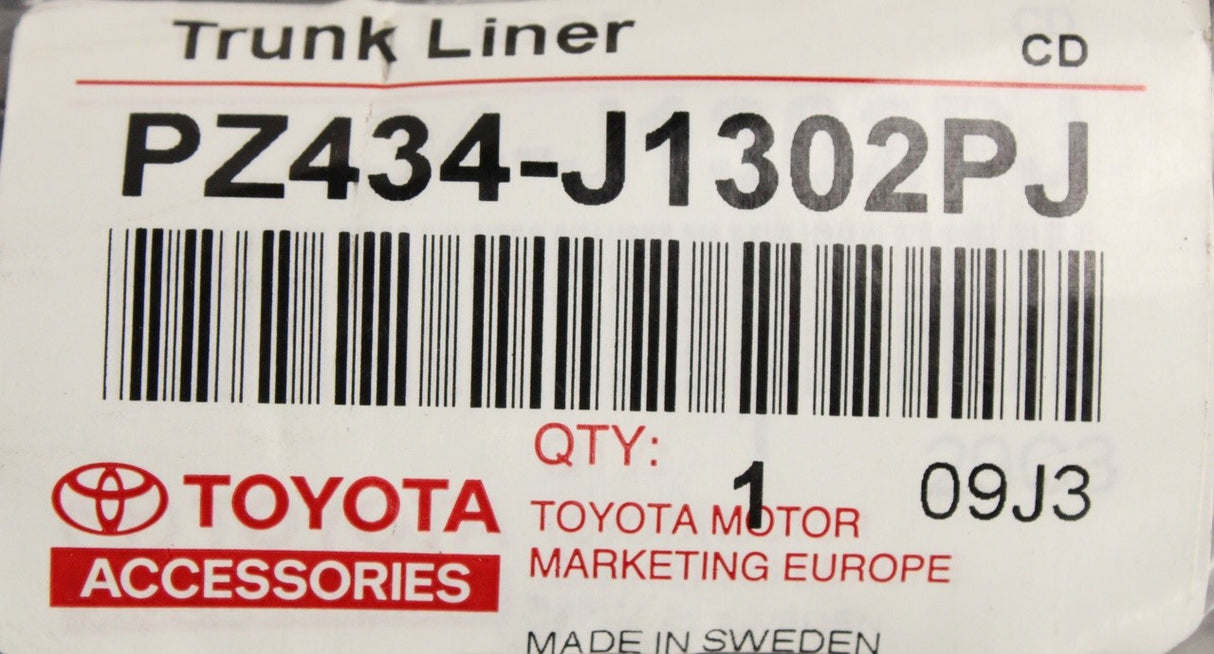 Trunk Liner CD
PZ434-J1302PJ
QTY:
1 09J3
TOYOTA
TOYOTA MOTOR
MARKETING EUROPE
ACCESSORIES
MADE IN SWEDEN